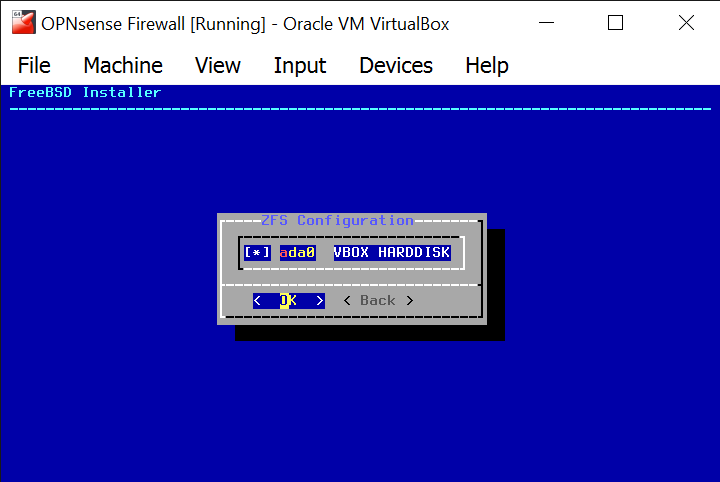 OPNsense Firewall [Running] - Oracle VM VirtualBox
File Machine View Input Devices Help
FreeBSD Installer
ZFS Configuration
[*] ada0 VBOX HARDDISK
< OK > < Back >